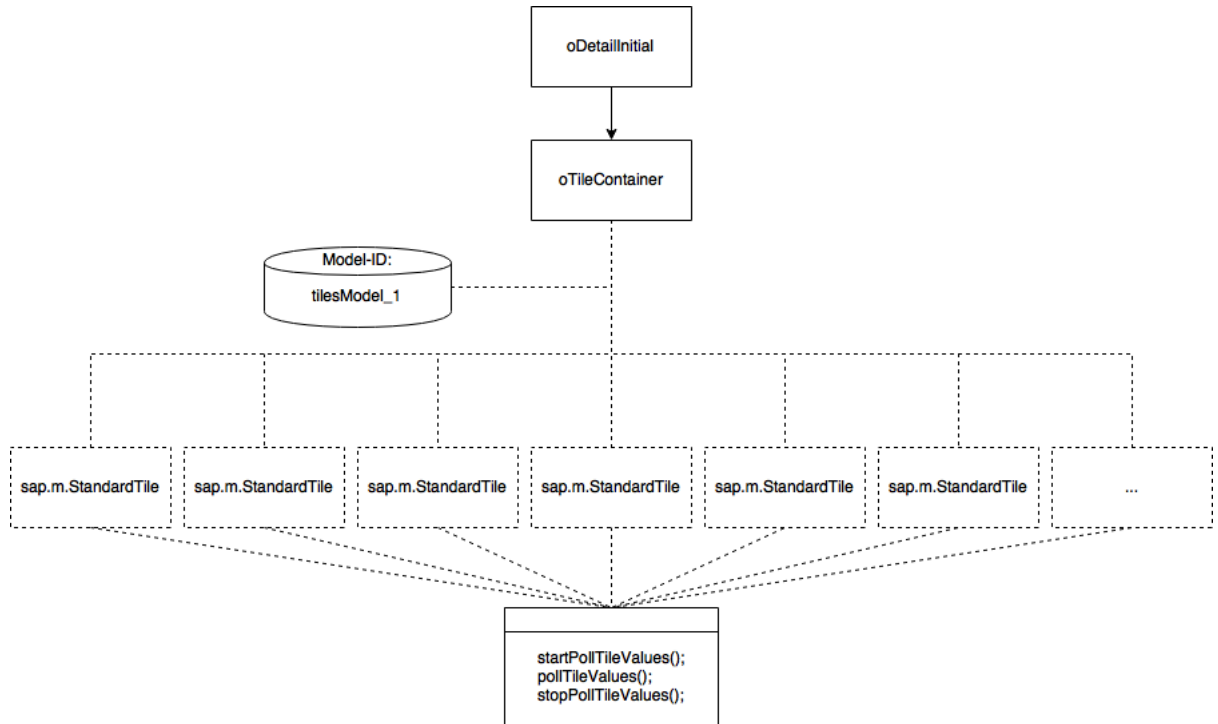 oDetailInitial
oTileContainer
Model-ID:
tilesModel_1
sap.m.StandardTile
sap.m.StandardTile
sap.m.StandardTile
sap.m.StandardTile
sap.m.StandardTile
sap.m.StandardTile
...
startPollTileValues();
pollTileValues();
stopPollTileValues();